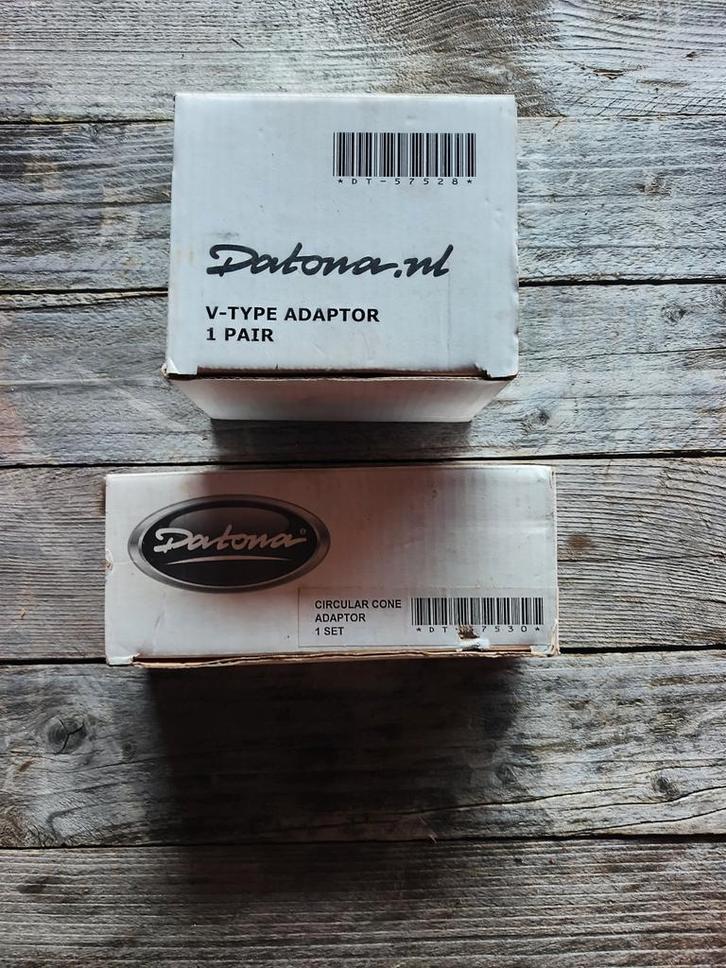 *DT-57528*
Datona.nl
V-TYPE ADAPTOR
1 PAIR
Datona®
CIRCULAR CONE
ADAPTOR
1 SET